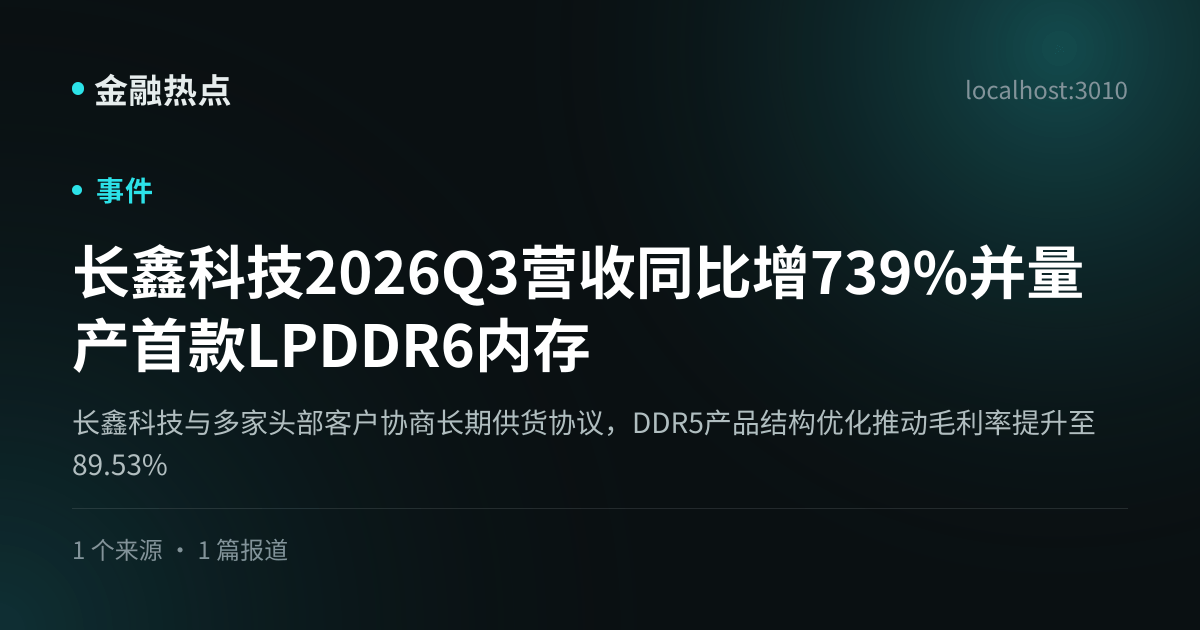 金融热点
localhost:3010
事件
长鑫科技2026Q3营收同比增739%并量
产首款LPDDR6内存
长鑫科技与多家头部客户协商长期供货协议，DDR5产品结构优化推动毛利率提升至
89.53%
1 个来源 · 1 篇报道